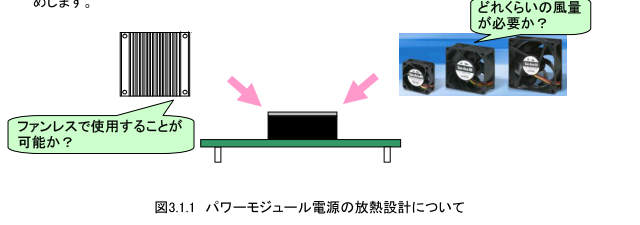 めします。
どれくらいの風量
が必要か？
ファンレスで使用することが
可能か？
図3.1.1 パワーモジュール電源の放熱設計について